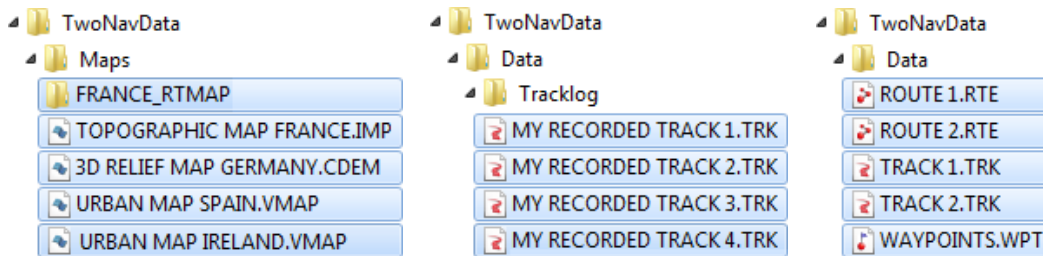 TwoNavData
Maps
FRANCE_RTMAP
TOPOGRAPHIC MAP FRANCE.IMP
3D RELIEF MAP GERMANY.CDEM
URBAN MAP SPAIN.VMAP
URBAN MAP IRELAND.VMAP
TwoNavData
Data
Tracklog
MY RECORDED TRACK 1.TRK
MY RECORDED TRACK 2.TRK
MY RECORDED TRACK 3.TRK
MY RECORDED TRACK 4.TRK
TwoNavData
Data
ROUTE 1.RTE
ROUTE 2.RTE
TRACK 1.TRK
TRACK 2.TRK
WAYPOINTS.WPT